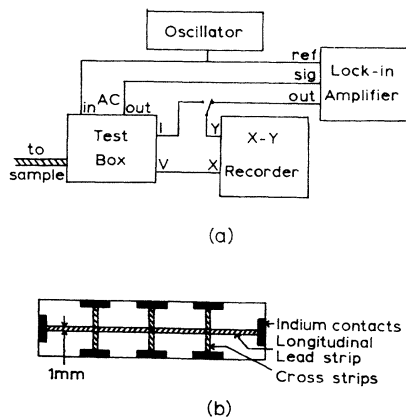 Oscillator
ref
sig
out
Lock-in
Amplifier
in AC out
Test
Box
I
V
Y
X
X-Y
Recorder
to
sample
(a)
1mm
Indium contacts
Longitudinal
Lead strip
Cross strips
(b)